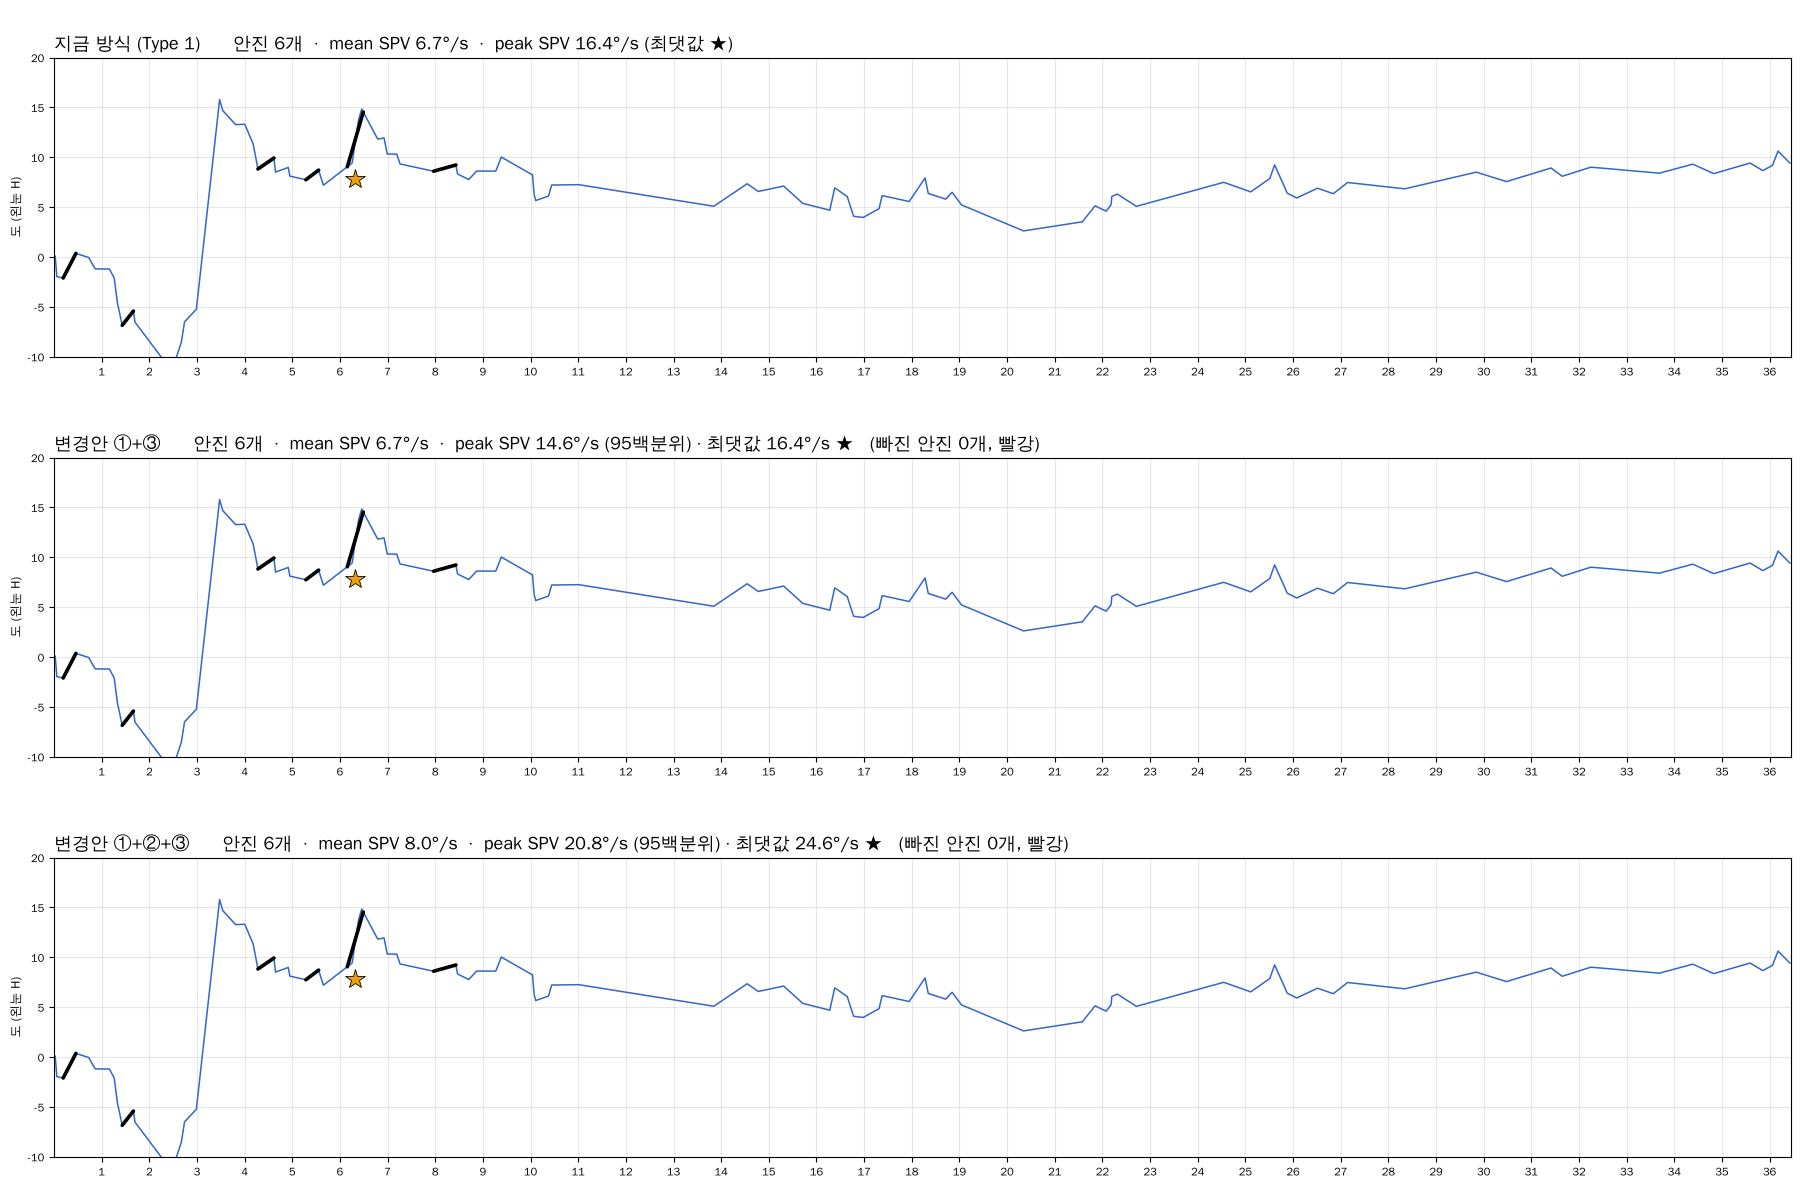 지금 방식 (Type 1) 안진 6개 · mean SPV 6.7°/s · peak SPV 16.4°/s (최댓값 ★)
20
15
10
5
0
-5
-10
도 (왼눈 H)
1 2 3 4 5 6 7 8 9 10 11 12 13 14 15 16 17 18 19 20 21 22 23 24 25 26 27 28 29 30 31 32 33 34 35 36
변경안 ①+③ 안진 6개 · mean SPV 6.7°/s · peak SPV 14.6°/s (95백분위) · 최댓값 16.4°/s ★ (빠진 안진 0개, 빨강)
20
15
10
5
0
-5
-10
도 (왼눈 H)
1 2 3 4 5 6 7 8 9 10 11 12 13 14 15 16 17 18 19 20 21 22 23 24 25 26 27 28 29 30 31 32 33 34 35 36
변경안 ①+②+③ 안진 6개 · mean SPV 8.0°/s · peak SPV 20.8°/s (95백분위) · 최댓값 24.6°/s ★ (빠진 안진 0개, 빨강)
20
15
10
5
0
-5
-10
도 (왼눈 H)
1 2 3 4 5 6 7 8 9 10 11 12 13 14 15 16 17 18 19 20 21 22 23 24 25 26 27 28 29 30 31 32 33 34 35 36